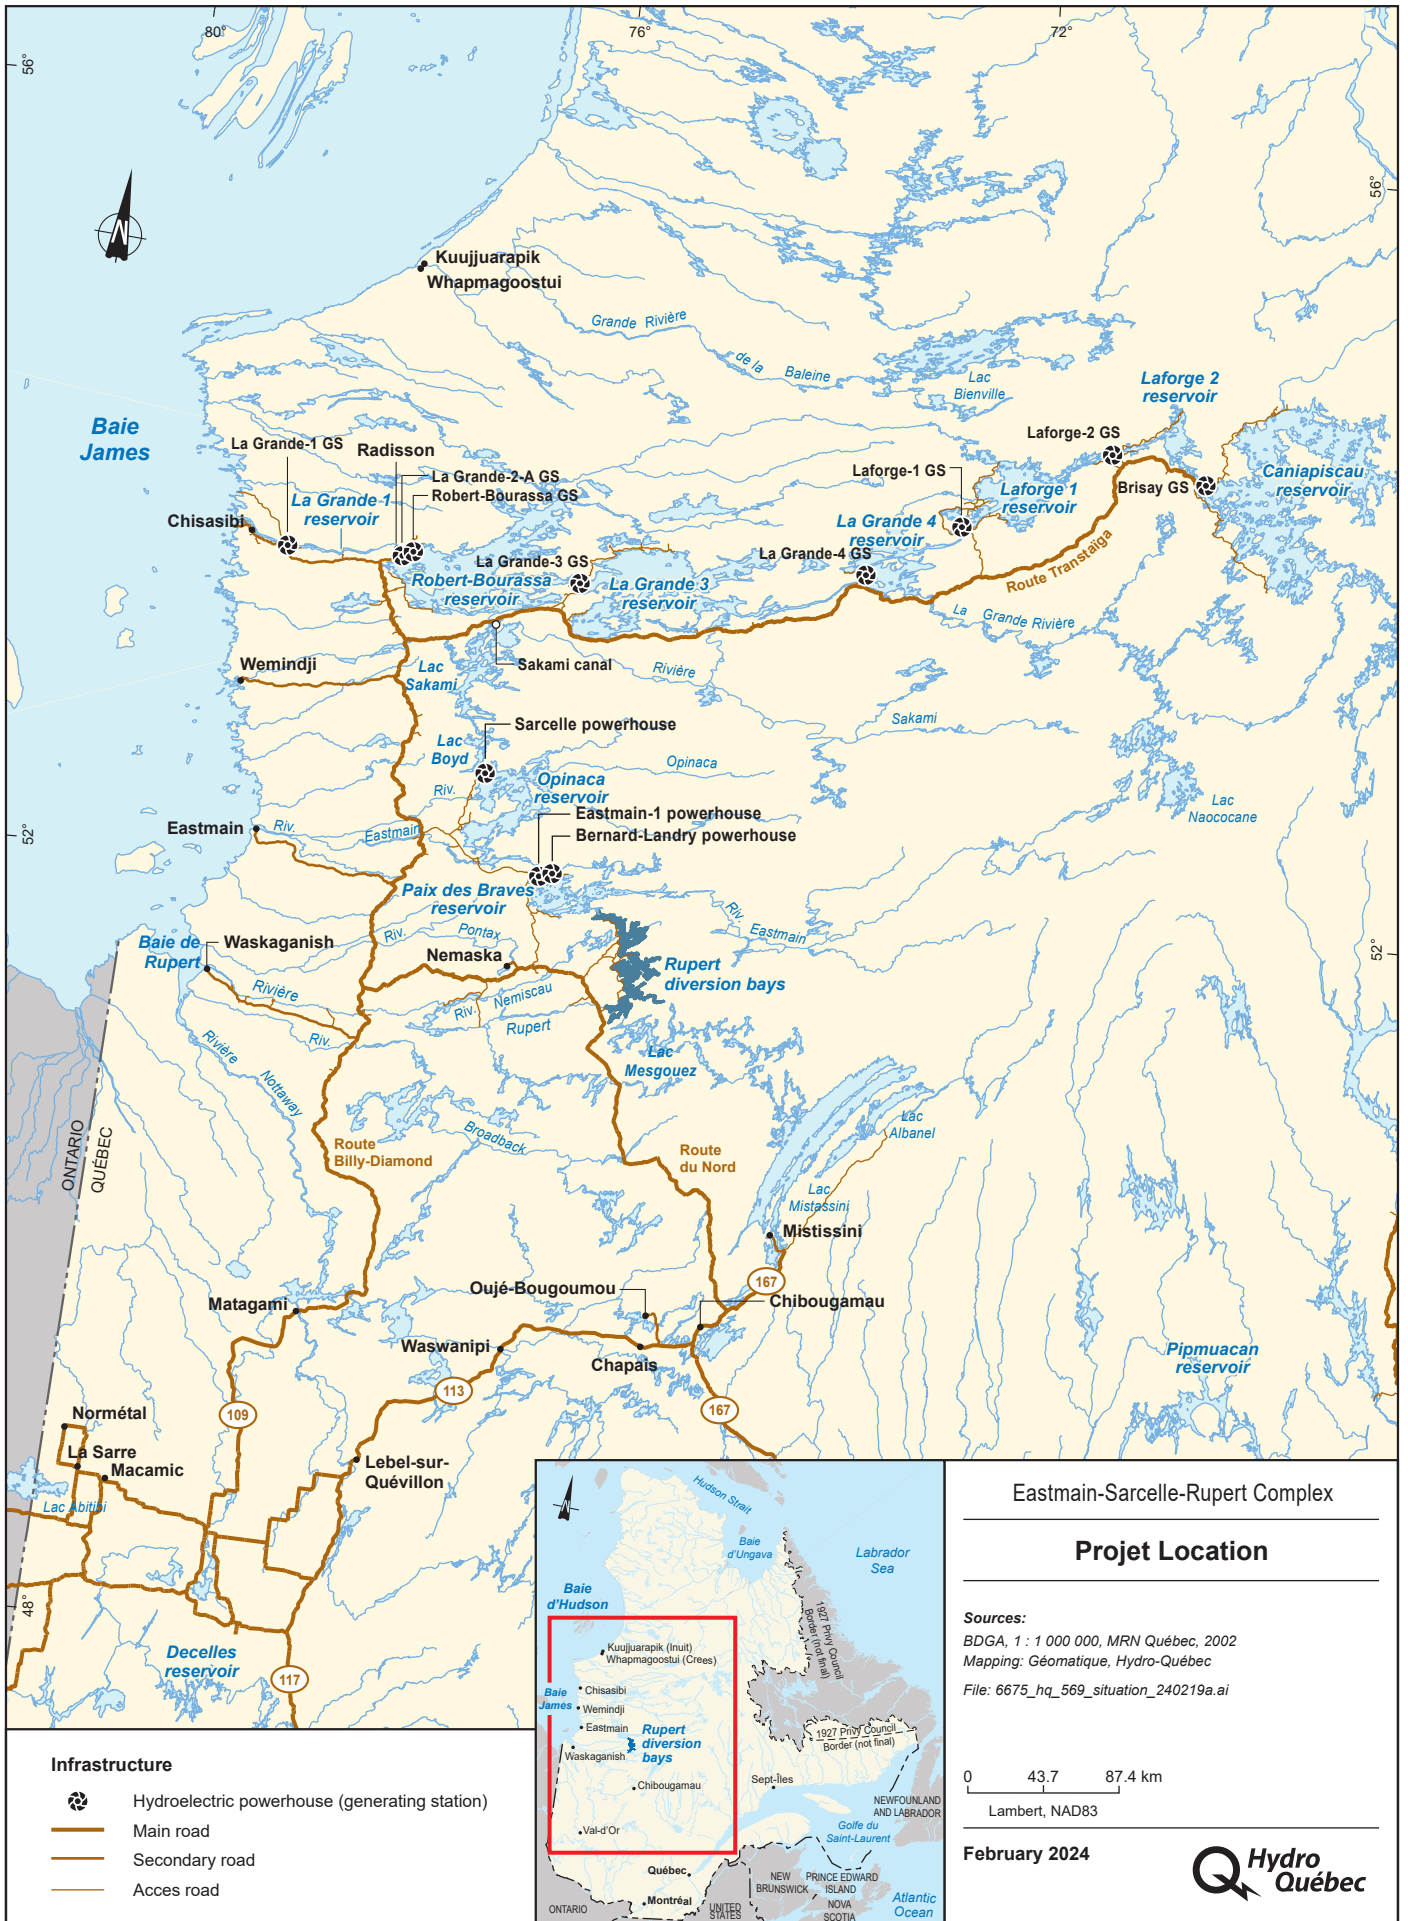 80°
76°
72°
56°
56°
Kuujjuarapik
Whapmagoostui
Grande Rivière
de la
Baleine
Lac
Bienville
Laforge 2
reservoir
Baie
James
La Grande-1 GS
Radisson
La Grande-2-A GS
Robert-Bourassa GS
La Grande 1
reservoir
Chisasibi
Laforge-2 GS
Laforge-1 GS
Brisay GS
Caniapiscau
reservoir
Laforge 1
reservoir
La Grande 4
reservoir
La Grande-4 GS
La Grande-3 GS
Robert-Bourassa
reservoir
La Grande 3
reservoir
Route Transtaïga
La Grande Rivière
Wemindji
Lac
Sakami
Sakami canal
Rivière
Sakami
Sarcelle powerhouse
Lac
Boyd
Opinaca
Riv.
Opinaca
reservoir
Lac
Naococane
Eastmain-1 powerhouse
Bernard-Landry powerhouse
52°
Eastmain
Riv.
Eastmain
Paix des Braves
reservoir
Riv.
Eastmain
52°
Baie de
Rupert
Waskaganish
Riv.
Pontax
Nemaska
Rupert
diversion bays
Rivière
Riv.
Nemiscau
Riv.
Rupert
Rivière
Nottaway
Lac
Mesgouez
Lac
Albanel
Broadback
Route
Billy-Diamond
Route
du Nord
ONTARIO
QUÉBEC
Lac
Mistassini
Mistissini
167
Oujé-Bougoumou
Chibougamau
Matagami
Waswanipi
Chapais
Pipmuacan
reservoir
113
109
167
Normétal
La Sarre
Macamic
Lebel-sur-
Quévillon
Lac Abitibi
48°
Decelles
reservoir
117
Hudson Strait
Baie
d'Ungava
Labrador
Sea
Baie
d'Hudson
1927 Privy Council
Border (not final)
Kuujjuarapik (Inuit)
Whapmagoostui (Crees)
Chisasibi
Baie
James
Wemindji
Eastmain
Rupert
diversion
bays
Waskaganish
1927 Privy Council
Border (not final)
Chibougamau
Sept-Îles
NEWFOUNDLAND
AND LABRADOR
Val-d'Or
Golfe du
Saint-Laurent
Québec
NEW
BRUNSWICK
PRINCE EDWARD
ISLAND
Montréal
ONTARIO
UNITED
STATES
NOVA
SCOTIA
Atlantic
Ocean
Eastmain-Sarcelle-Rupert Complex
Projet Location
Sources:
BDGA, 1 : 1 000 000, MRN Québec, 2002
Mapping: Géomatique, Hydro-Québec
File: 6675_hq_569_situation_240219a.ai
0 43.7 87.4 km
Lambert, NAD83
February 2024
Hydro
Québec
Infrastructure
Hydroelectric powerhouse (generating station)
Main road
Secondary road
Acces road
N